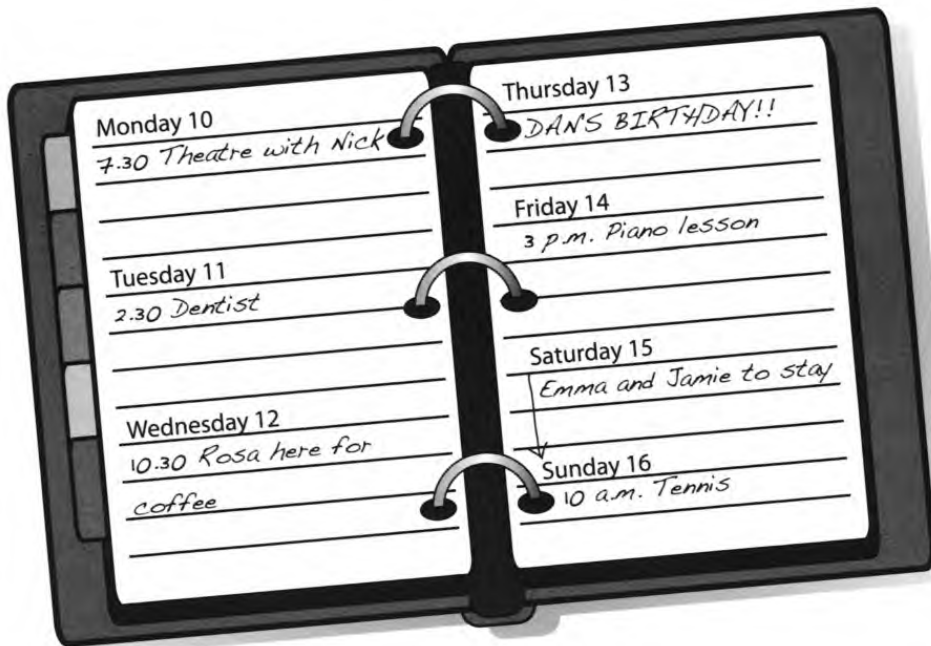 Monday 10
7.30 Theatre with Nick
Tuesday 11
2.30 Dentist
Wednesday 12
10.30 Rosa here for
coffee
Thursday 13
DAN'S BIRTHDAY!!
Friday 14
3 p.m. Piano lesson
Saturday 15
Emma and Jamie to stay
Sunday 16
10 a.m. Tennis